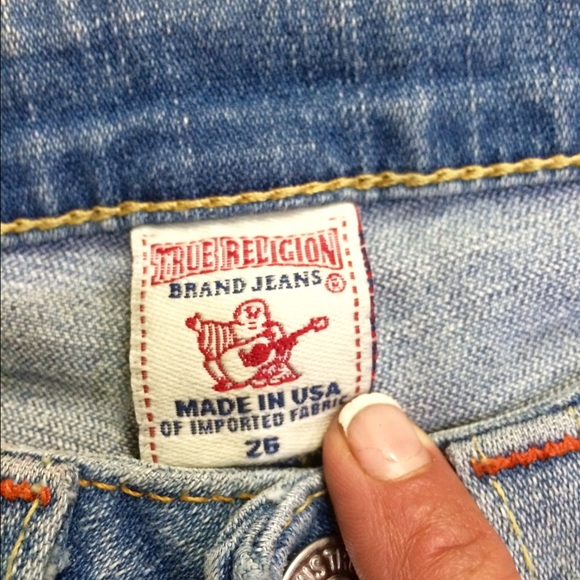 TRUE RELIGION
BRAND JEANS ®
MADE IN USA
OF IMPORTED FABRIC
26